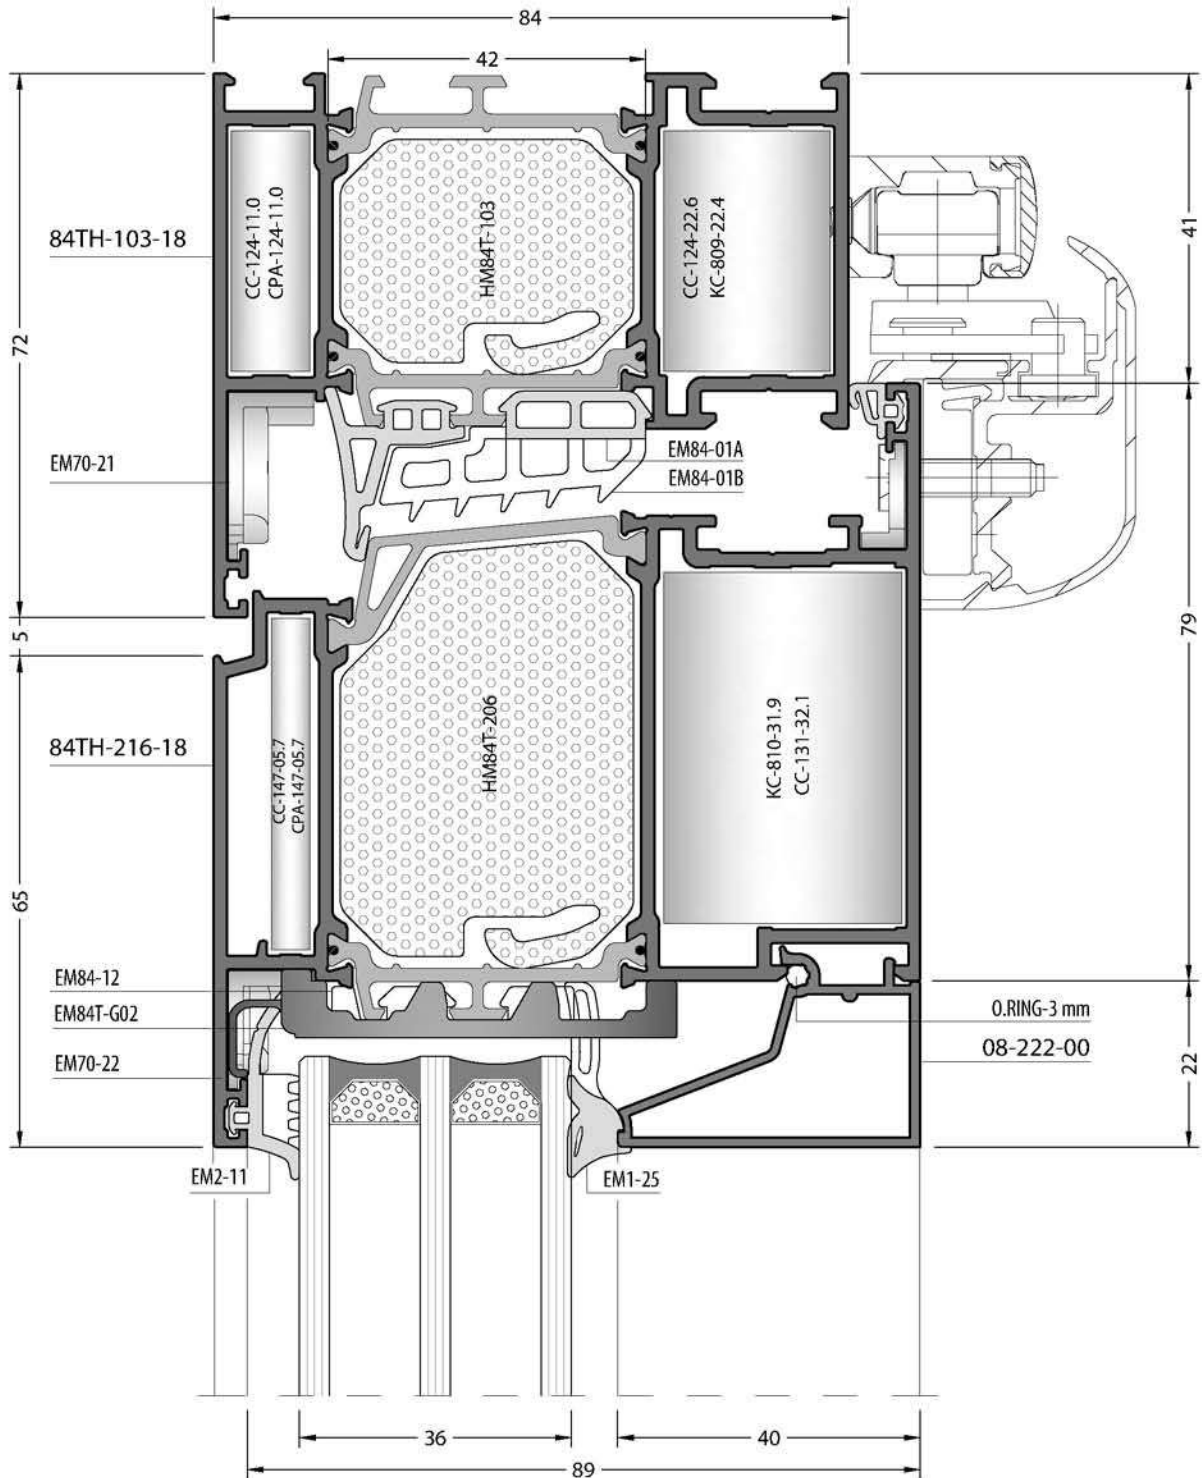 84
42
84TH-103-18
CC-124-11.0
CPA-124-11.0
HM84T-103
CC-124-22.6
KC-809-22.4
41
72
EM70-21
EM84-01A
EM84-01B
5
79
84TH-216-18
CC-147-05.7
CPA-147-05.7
HM84T-206
KC-810-31.9
CC-131-32.1
65
EM84-12
EM84T-G02
EM70-22
O.RING-3 mm
08-222-00
22
EM2-11
EM1-25
36
40
89